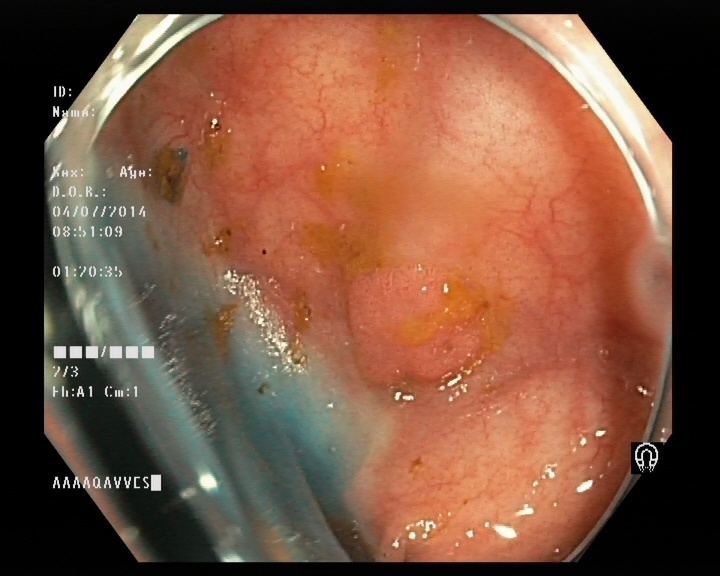 ID:
Name:
Sex: Age:
D.O.B.:
04/07/2014
08:51:09
01:20:35
■■■/■■■
2/3
Eh:A1 Cm:1
AAAAQAVVES